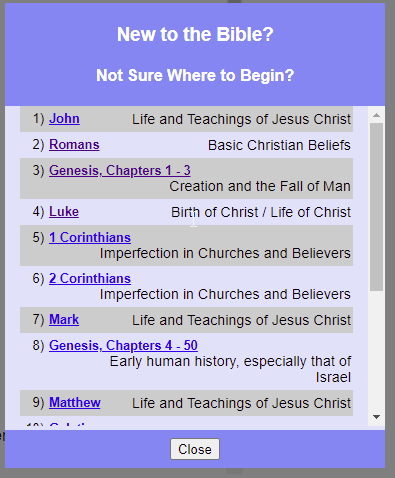 New to the Bible?
Not Sure Where to Begin?
1) John Life and Teachings of Jesus Christ
2) Romans Basic Christian Beliefs
3) Genesis, Chapters 1 - 3
Creation and the Fall of Man
4) Luke Birth of Christ / Life of Christ
5) 1 Corinthians
Imperfection in Churches and Believers
6) 2 Corinthians
Imperfection in Churches and Believers
7) Mark Life and Teachings of Jesus Christ
8) Genesis, Chapters 4 - 50
Early human history, especially that of
Israel
9) Matthew Life and Teachings of Jesus Christ
Close